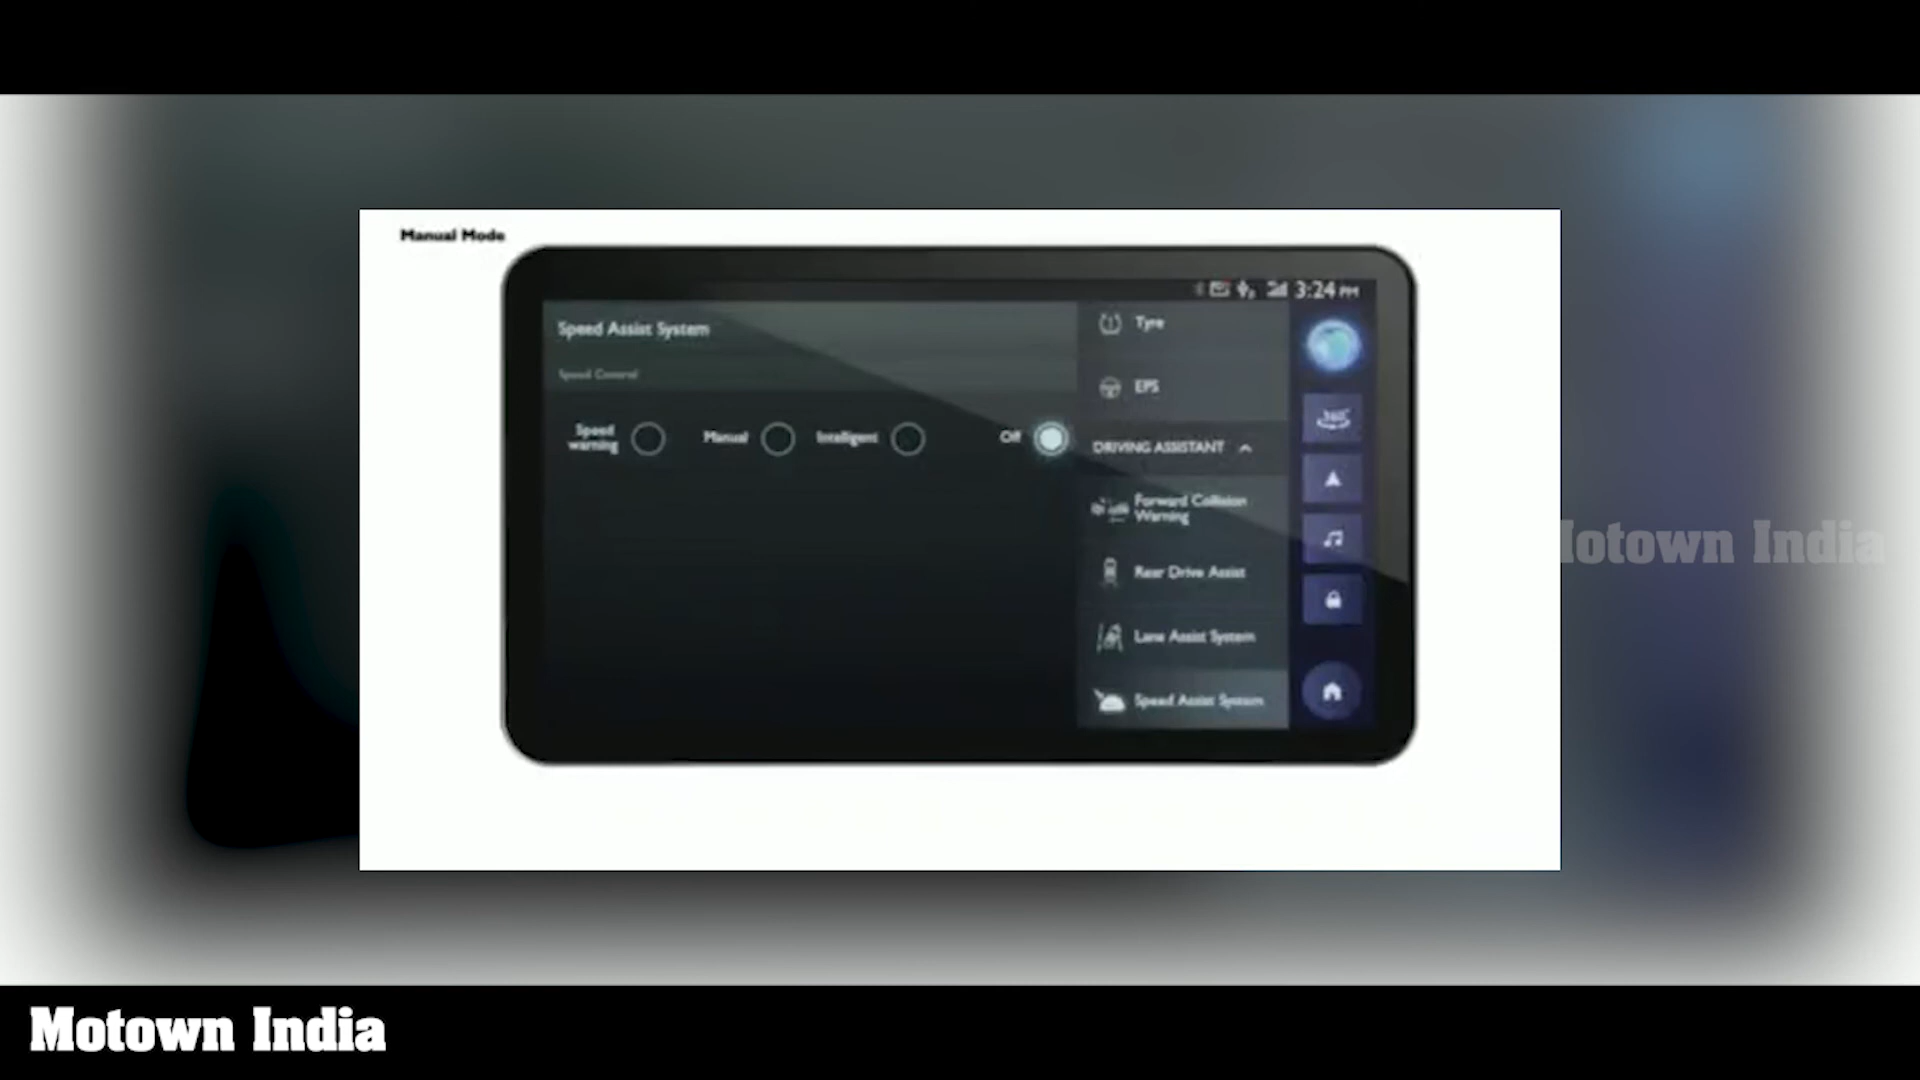 Manual Mode
3:24 PM
Speed Assist System
Speed Control
Speed
warning
Manual
Intelligent
Off
Tyre
EPS
DRIVING ASSISTANT
Forward Collision
Warning
Rear Drive Assist
Lane Assist System
Speed Assist System
360°
Motown India
Motown India